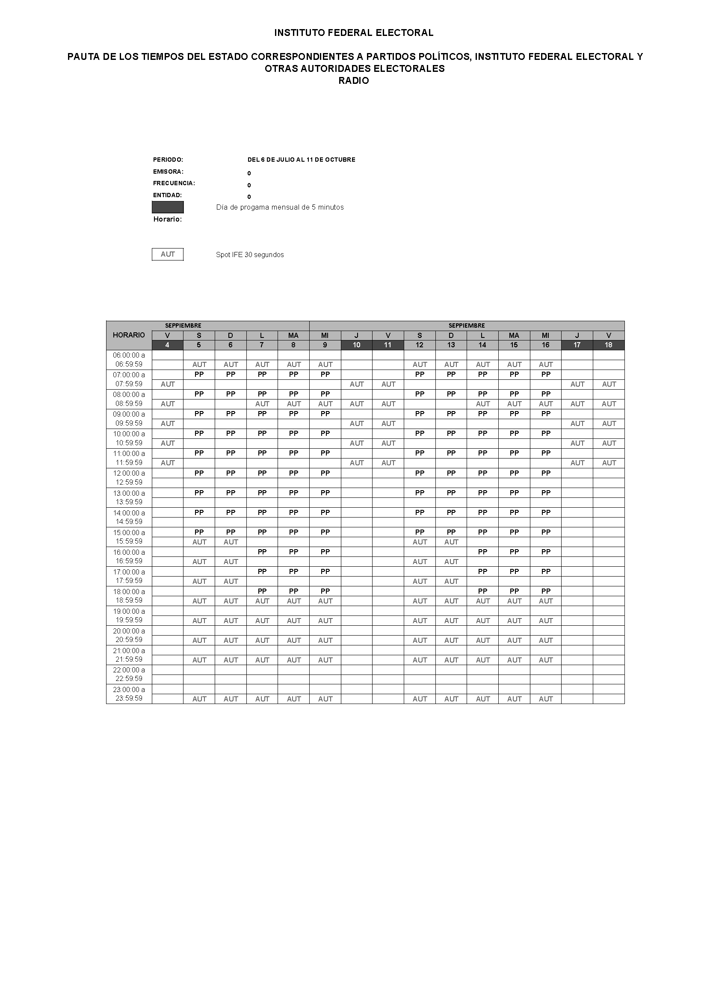 INSTITUTO FEDERAL ELECTORAL
PAUTA DE LOS TIEMPOS DEL ESTADO CORRESPONDIENTES A PARTIDOS POLÍTICOS, INSTITUTO FEDERAL ELECTORAL Y
OTRAS AUTORIDADES ELECTORALES
RADIO
PERIODO: DEL 6 DE JULIO AL 11 DE OCTUBRE
EMISORA: 0
FRECUENCIA: 0
ENTIDAD: 0
Día de progama mensual de 5 minutos
Horario:
AUT Spot IFE 30 segundos
SEPPIEMBRE SEPPIEMBRE
HORARIO V S D L MA MI J V S D L MA MI J V
4 5 6 7 8 9 10 11 12 13 14 15 16 17 18
06:00:00 a
06:59:59 AUT AUT AUT AUT AUT AUT AUT AUT AUT AUT
07:00:00 a PP PP PP PP PP PP PP PP PP PP
07:59:59 AUT AUT AUT AUT AUT
08:00:00 a PP PP PP PP PP PP PP PP PP PP
08:59:59 AUT AUT AUT AUT AUT AUT AUT AUT AUT AUT AUT
09:00:00 a PP PP PP PP PP PP PP PP PP PP
09:59:59 AUT AUT AUT AUT AUT
10:00:00 a PP PP PP PP PP PP PP PP PP PP
10:59:59 AUT AUT AUT AUT AUT
11:00:00 a PP PP PP PP PP PP PP PP PP PP
11:59:59 AUT AUT AUT AUT AUT
12:00:00 a PP PP PP PP PP PP PP PP PP PP
12:59:59
13:00:00 a PP PP PP PP PP PP PP PP PP PP
13:59:59
14:00:00 a PP PP PP PP PP PP PP PP PP PP
14:59:59
15:00:00 a PP PP PP PP PP PP PP PP PP PP
15:59:59 AUT AUT AUT AUT
16:00:00 a PP PP PP PP PP PP
16:59:59 AUT AUT AUT AUT
17:00:00 a PP PP PP PP PP PP
17:59:59 AUT AUT AUT AUT
18:00:00 a PP PP PP PP PP PP
18:59:59 AUT AUT AUT AUT AUT AUT AUT AUT AUT AUT
19:00:00 a
19:59:59 AUT AUT AUT AUT AUT AUT AUT AUT AUT AUT
20:00:00 a
20:59:59 AUT AUT AUT AUT AUT AUT AUT AUT AUT AUT
21:00:00 a
21:59:59 AUT AUT AUT AUT AUT AUT AUT AUT AUT AUT
22:00:00 a
22:59:59
23:00:00 a
23:59:59 AUT AUT AUT AUT AUT AUT AUT AUT AUT AUT